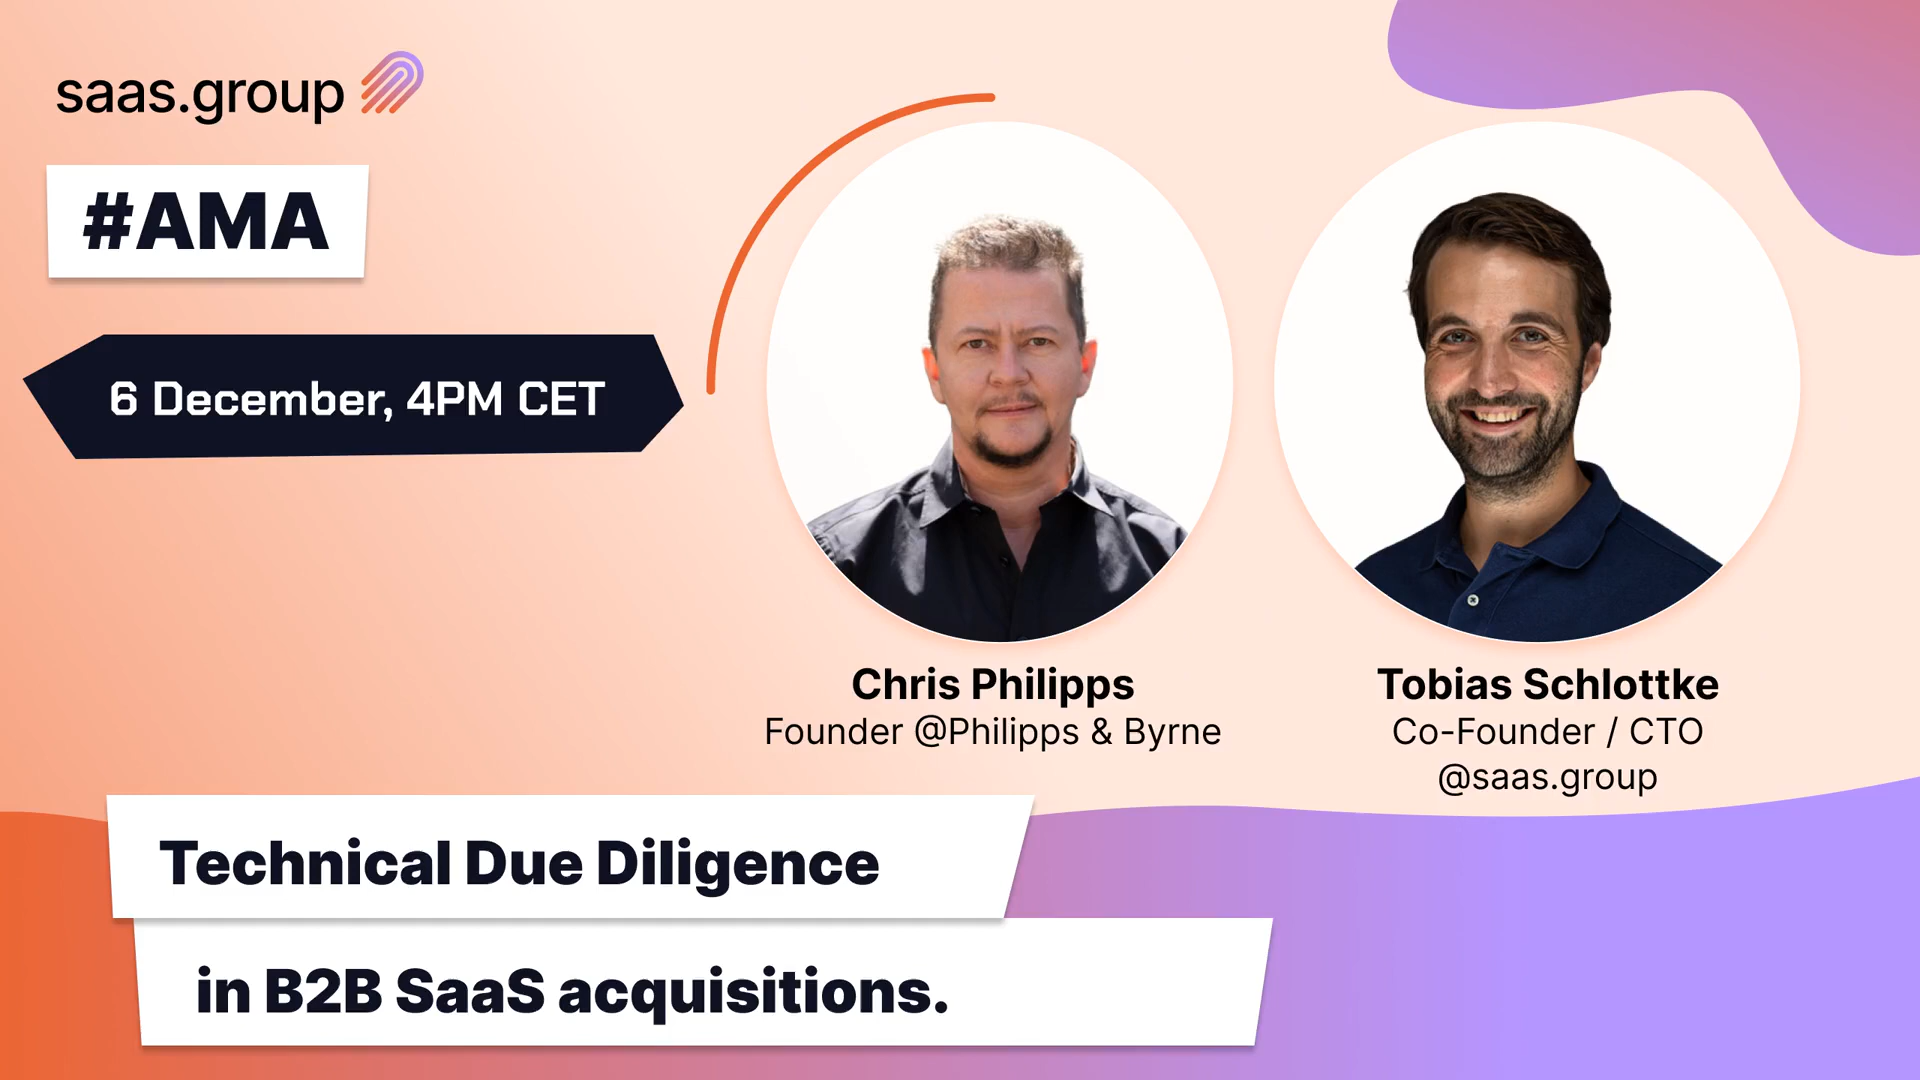 saas.group
#AMA
6 December, 4PM CET
Chris Philipps
Founder @Philipps & Byrne
Tobias Schlottke
Co-Founder / CTO
@saas.group
Technical Due Diligence
in B2B SaaS acquisitions.